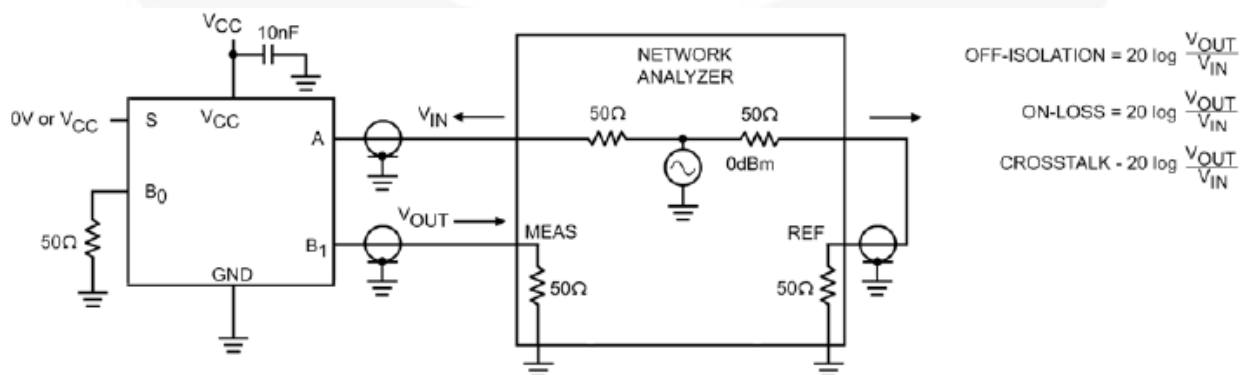 VCC
10nF
0V or VCC
S
VCC
A
B0
50Ω
B1
GND
VIN
VOUT
NETWORK
ANALYZER
50Ω
50Ω
0dBm
MEAS
REF
50Ω
50Ω
OFF-ISOLATION = 20 log VOUT/VIN
ON-LOSS = 20 log VOUT/VIN
CROSSTALK - 20 log VOUT/VIN